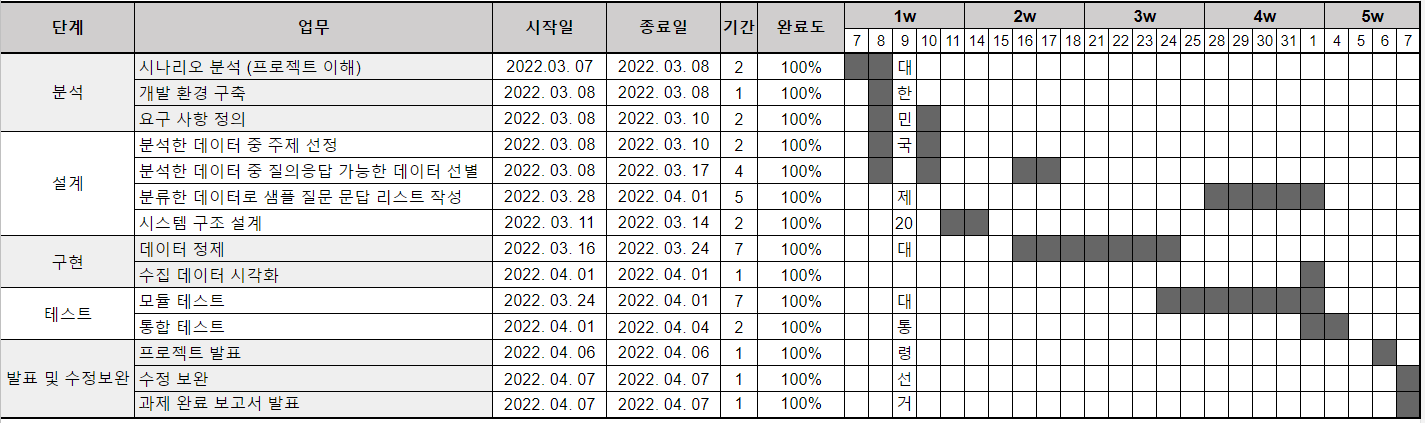 단계 업무 시작일 종료일 기간 완료도 1w 2w 3w 4w 5w
7 8 9 10 11 14 15 16 17 18 21 22 23 24 25 28 29 30 31 1 4 5 6 7
분석 시나리오 분석 (프로젝트 이해) 2022.03. 07 2022. 03. 08 2 100% 대
개발 환경 구축 2022. 03. 08 2022. 03. 08 1 100% 한
요구 사항 정의 2022. 03. 08 2022. 03. 10 2 100% 민
설계 분석한 데이터 중 주제 선정 2022. 03. 08 2022. 03. 10 2 100% 국
분석한 데이터 중 질의응답 가능한 데이터 선별 2022. 03. 08 2022. 03. 17 4 100%
분류한 데이터로 샘플 질문 문답 리스트 작성 2022. 03. 28 2022. 04. 01 5 100% 제
시스템 구조 설계 2022. 03. 11 2022. 03. 14 2 100% 20
구현 데이터 정제 2022. 03. 16 2022. 03. 24 7 100% 대
수집 데이터 시각화 2022. 04. 01 2022. 04. 01 1 100%
테스트 모듈 테스트 2022. 03. 24 2022. 04. 01 7 100% 대
통합 테스트 2022. 04. 01 2022. 04. 04 2 100% 통
발표 및 수정보완 프로젝트 발표 2022. 04. 06 2022. 04. 06 1 100% 령
수정 보완 2022. 04. 07 2022. 04. 07 1 100% 선
과제 완료 보고서 발표 2022. 04. 07 2022. 04. 07 1 100% 거